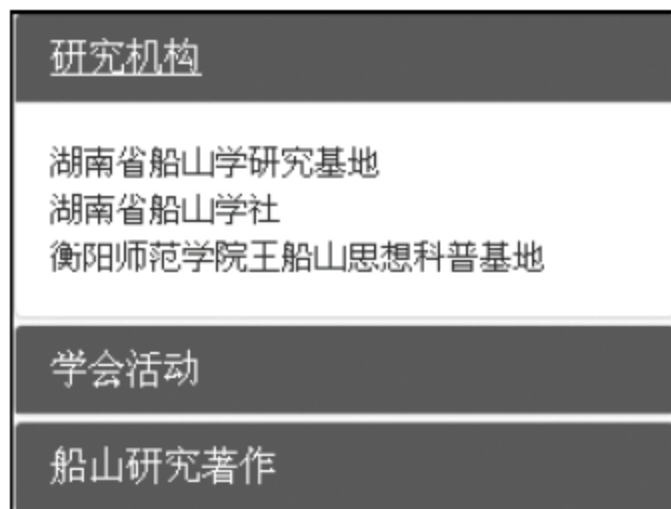 研究机构
湖南省船山学研究基地
湖南省船山学社
衡阳师范学院王船山思想科普基地
学会活动
船山研究著作